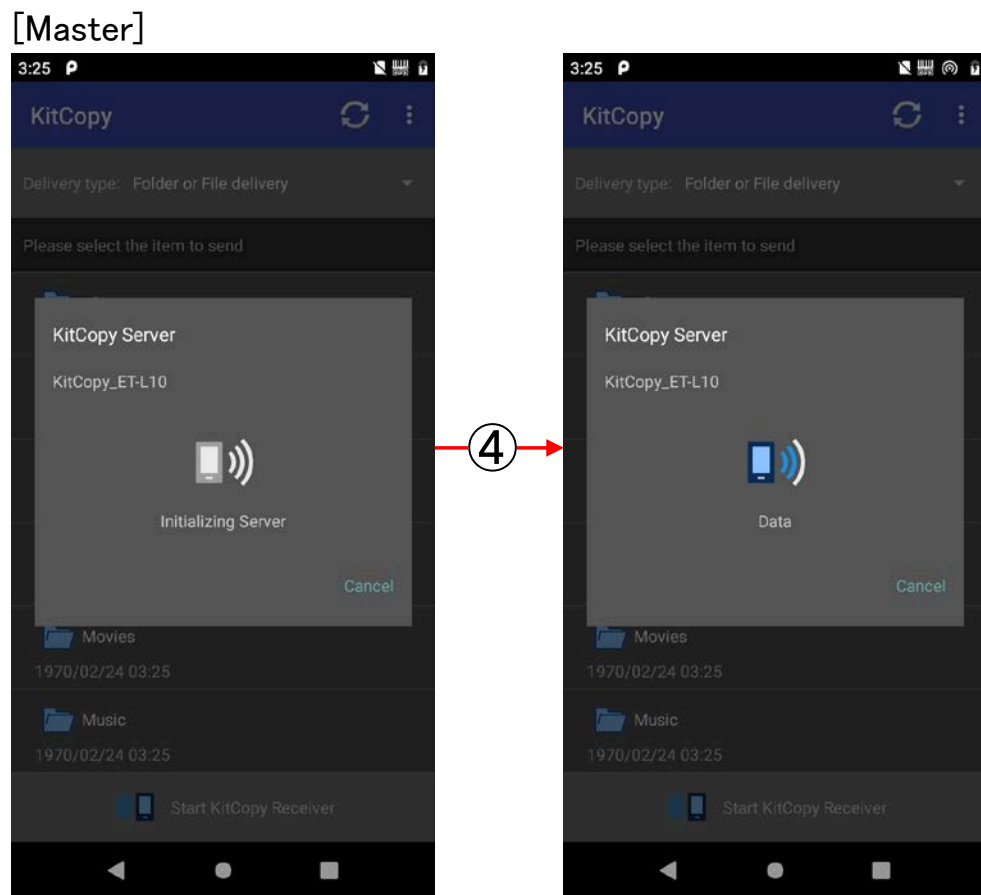 [Master]
3:25
KitCopy
Delivery type: Folder or File delivery
Please select the item to send
KitCopy Server
KitCopy_ET-L10
Initializing Server
Cancel
Movies
1970/02/24 03:25
Music
1970/02/24 03:25
Start KitCopy Receiver
④
3:25
KitCopy
Delivery type: Folder or File delivery
Please select the item to send
KitCopy Server
KitCopy_ET-L10
Data
Cancel
Movies
1970/02/24 03:25
Music
1970/02/24 03:25
Start KitCopy Receiver